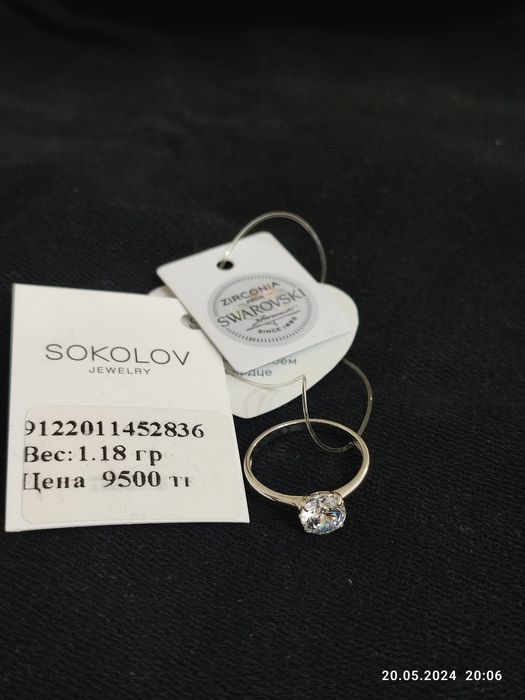 ZIRCONIA
FROM
SWAROVSKI
SINCE 1895
SOKOLOV
JEWELRY
сердце
9122011452836
Вес: 1.18 гр
Цена 9500 тг
20.05.2024 20:06